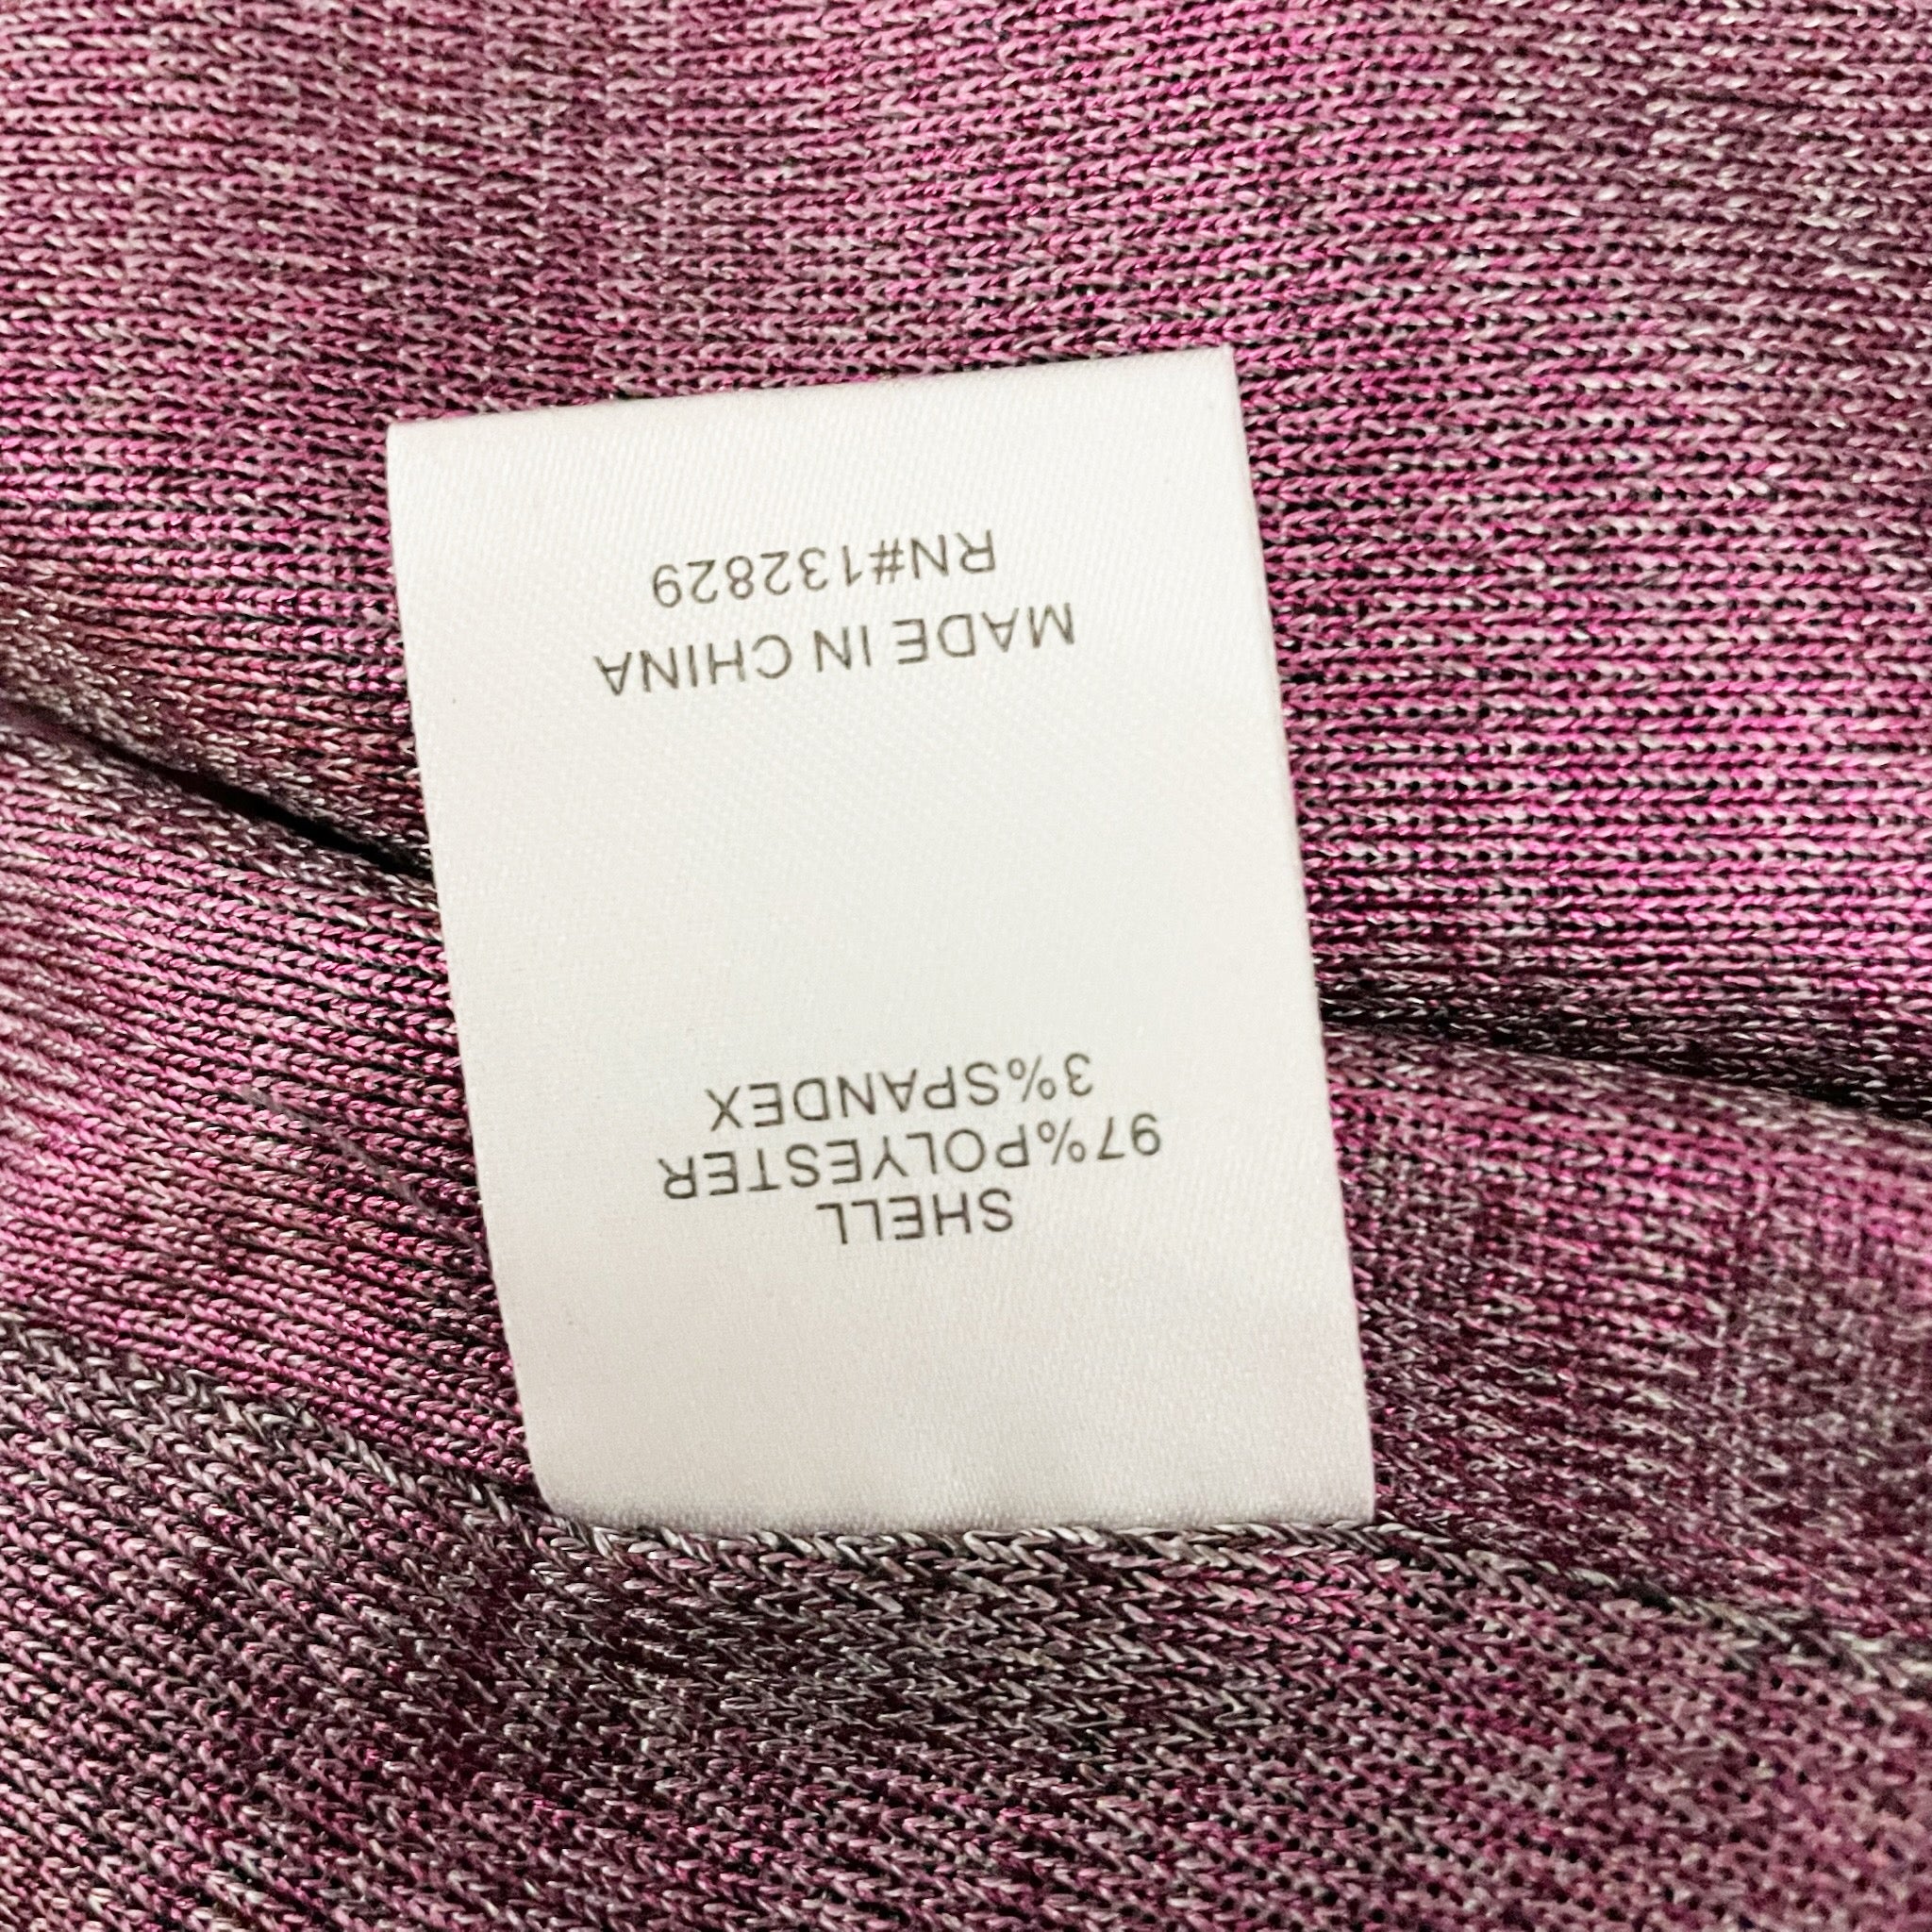 SHELL
97%POLYESTER
3%SPANDEX
MADE IN CHINA
RN#132829